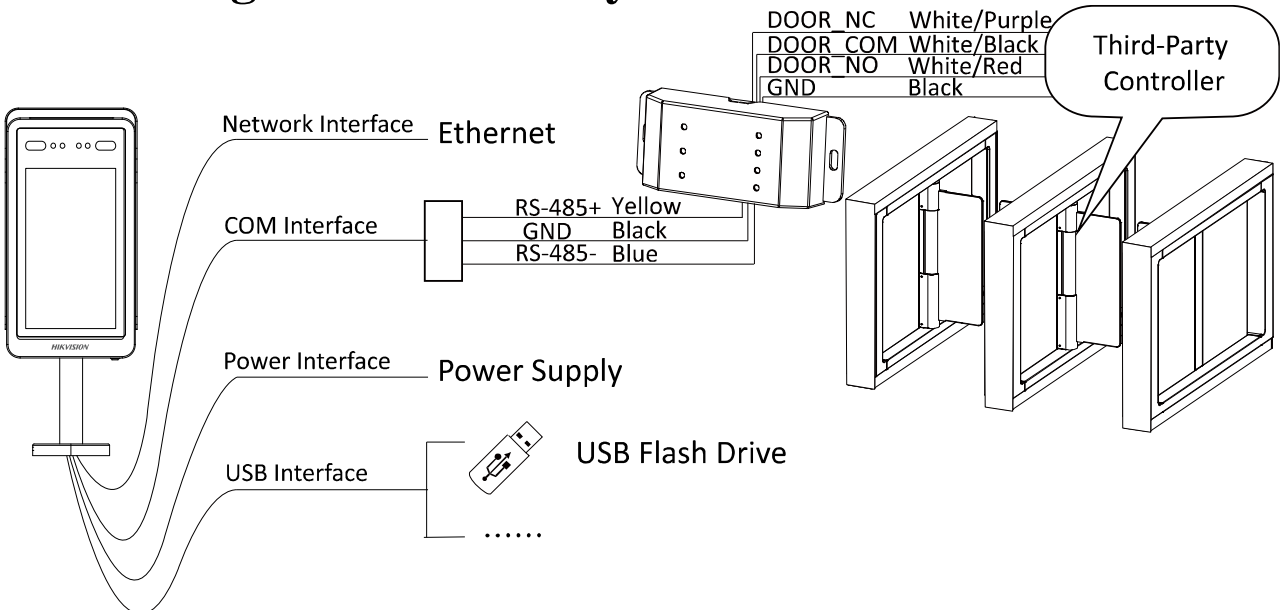 DOOR_NC White/Purple
DOOR_COM White/Black
DOOR_NO White/Red
GND Black
Third-Party
Controller
Network Interface Ethernet
COM Interface
RS-485+ Yellow
GND Black
RS-485- Blue
HIKVISION
Power Interface Power Supply
USB Interface
USB Flash Drive
......